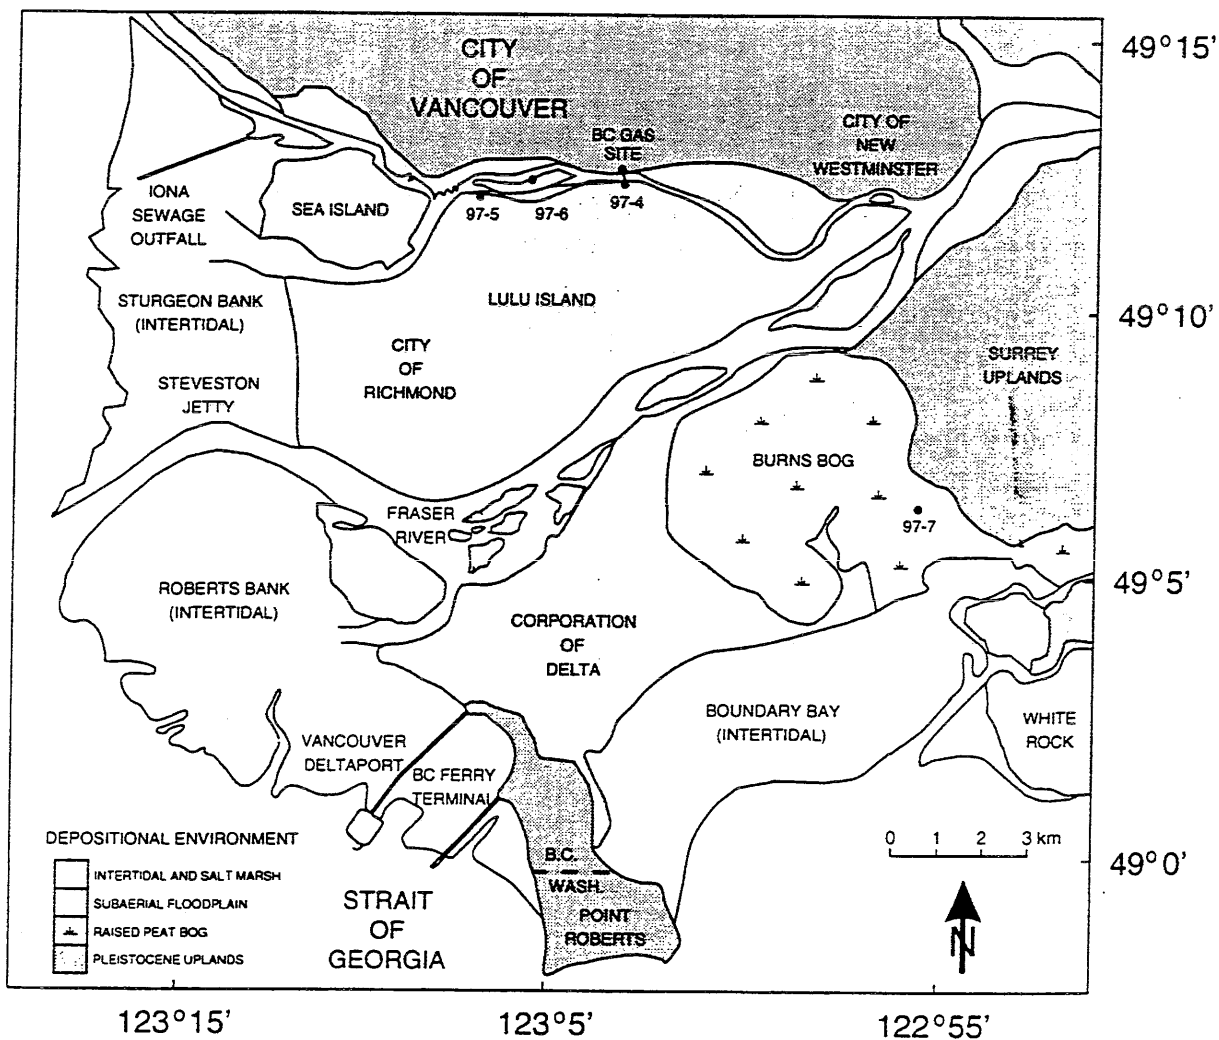 CITY
OF
VANCOUVER
49°15'
BC GAS
SITE
CITY OF
NEW
WESTMINSTER
IONA
SEWAGE
OUTFALL
SEA ISLAND
97-5
97-6
97-4
STURGEON BANK
(INTERTIDAL)
LULU ISLAND
49°10'
CITY
OF
RICHMOND
SURREY
UPLANDS
STEVESTON
JETTY
BURNS BOG
FRASER
RIVER
97-7
ROBERTS BANK
(INTERTIDAL)
49°5'
CORPORATION
OF
DELTA
BOUNDARY BAY
(INTERTIDAL)
WHITE
ROCK
VANCOUVER
DELTAPORT
BC FERRY
TERMINAL
DEPOSITIONAL ENVIRONMENT
INTERTIDAL AND SALT MARSH
SUBAERIAL FLOODPLAIN
RAISED PEAT BOG
PLEISTOCENE UPLANDS
STRAIT
OF
GEORGIA
B.C.
WASH.
POINT
ROBERTS
0 1 2 3 km
49°0'
N
123°15'
123°5'
122°55'